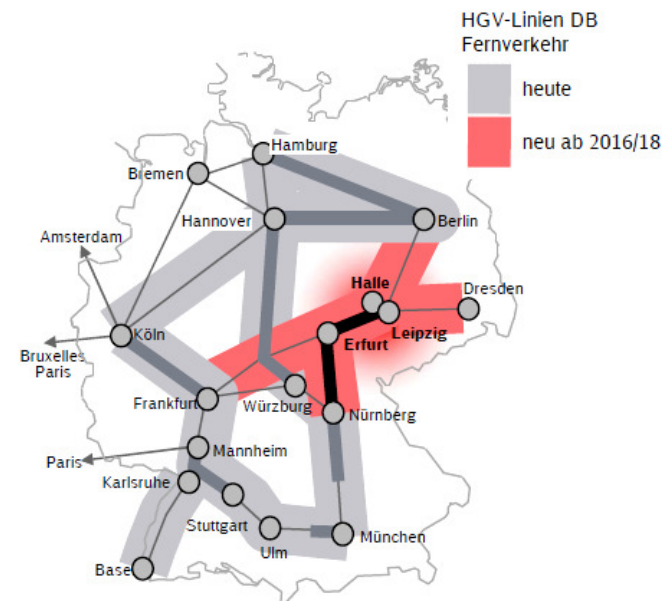 HGV-Linien DB
Fernverkehr
heute
neu ab 2016/18
Hamburg
Bremen
Hannover
Berlin
Amsterdam
Halle
Dresden
Leipzig
Köln
Erfurt
Bruxelles
Paris
Frankfurt
Würzburg
Nürnberg
Mannheim
Paris
Karlsruhe
Stuttgart
Ulm
München
Base